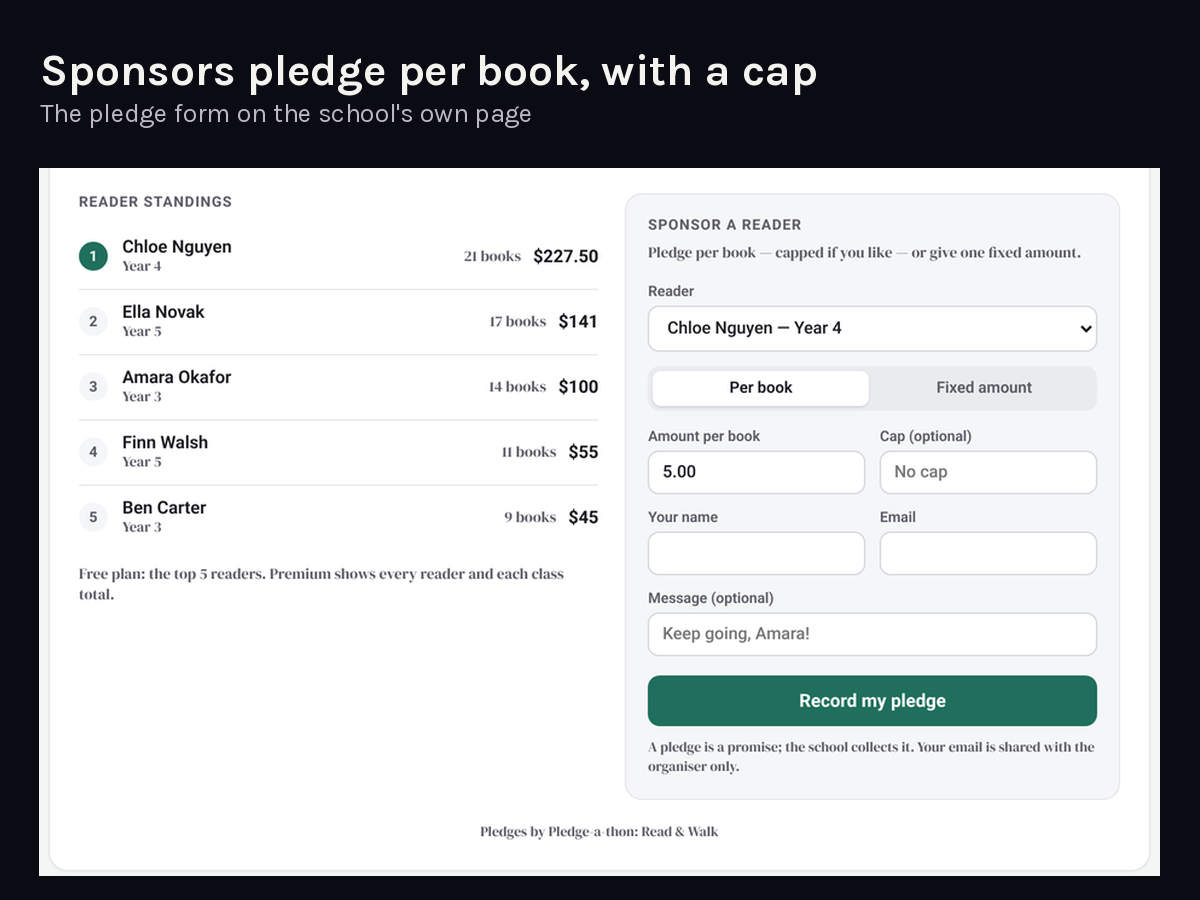 Sponsors pledge per book, with a cap
The pledge form on the school's own page
READER STANDINGS
1
Chloe Nguyen
Year 4
21 books $227.50
2
Ella Novak
Year 5
17 books $141
3
Amara Okafor
Year 3
14 books $100
4
Finn Walsh
Year 5
11 books $55
5
Ben Carter
Year 3
9 books $45
Free plan: the top 5 readers. Premium shows every reader and each class
total.
SPONSOR A READER
Pledge per book — capped if you like — or give one fixed amount.
Reader
Chloe Nguyen — Year 4
Per book Fixed amount
Amount per book Cap (optional)
5.00 No cap
Your name Email
Message (optional)
Keep going, Amara!
Record my pledge
A pledge is a promise; the school collects it. Your email is shared with the
organiser only.
Pledges by Pledge-a-thon: Read & Walk